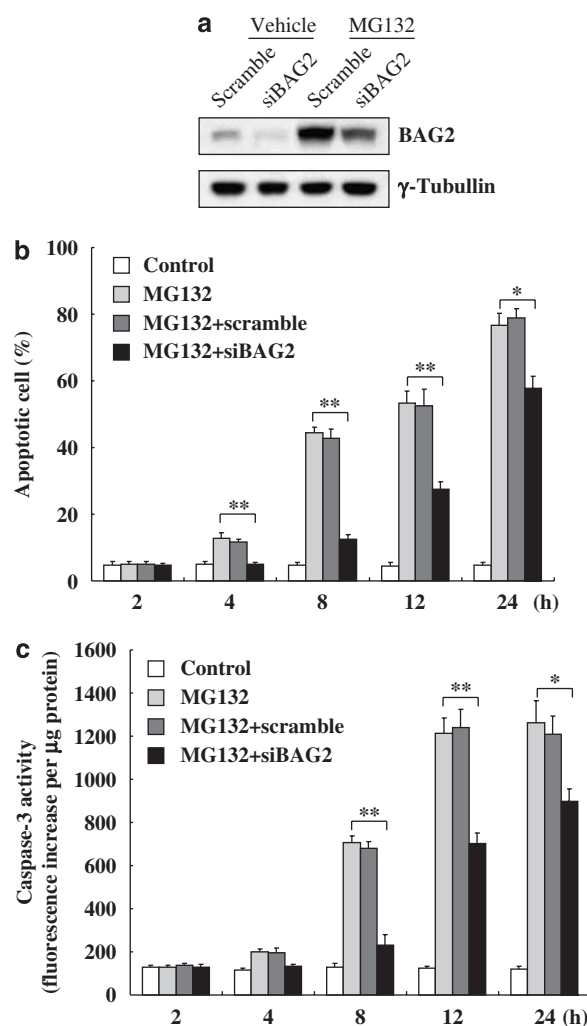 a
Vehicle MG132
Scramble siBAG2 Scramble siBAG2
BAG2
γ-Tubullin
b
100
80
60
40
20
0
Apoptotic cell (%)
Control
MG132
MG132+scramble
MG132+siBAG2
** ** ** *
2 4 8 12 24 (h)
c
1600
1400
1200
1000
800
600
400
200
0
Caspase-3 activity
(fluorescence increase per μg protein)
Control
MG132
MG132+scramble
MG132+siBAG2
** ** *
2 4 8 12 24 (h)